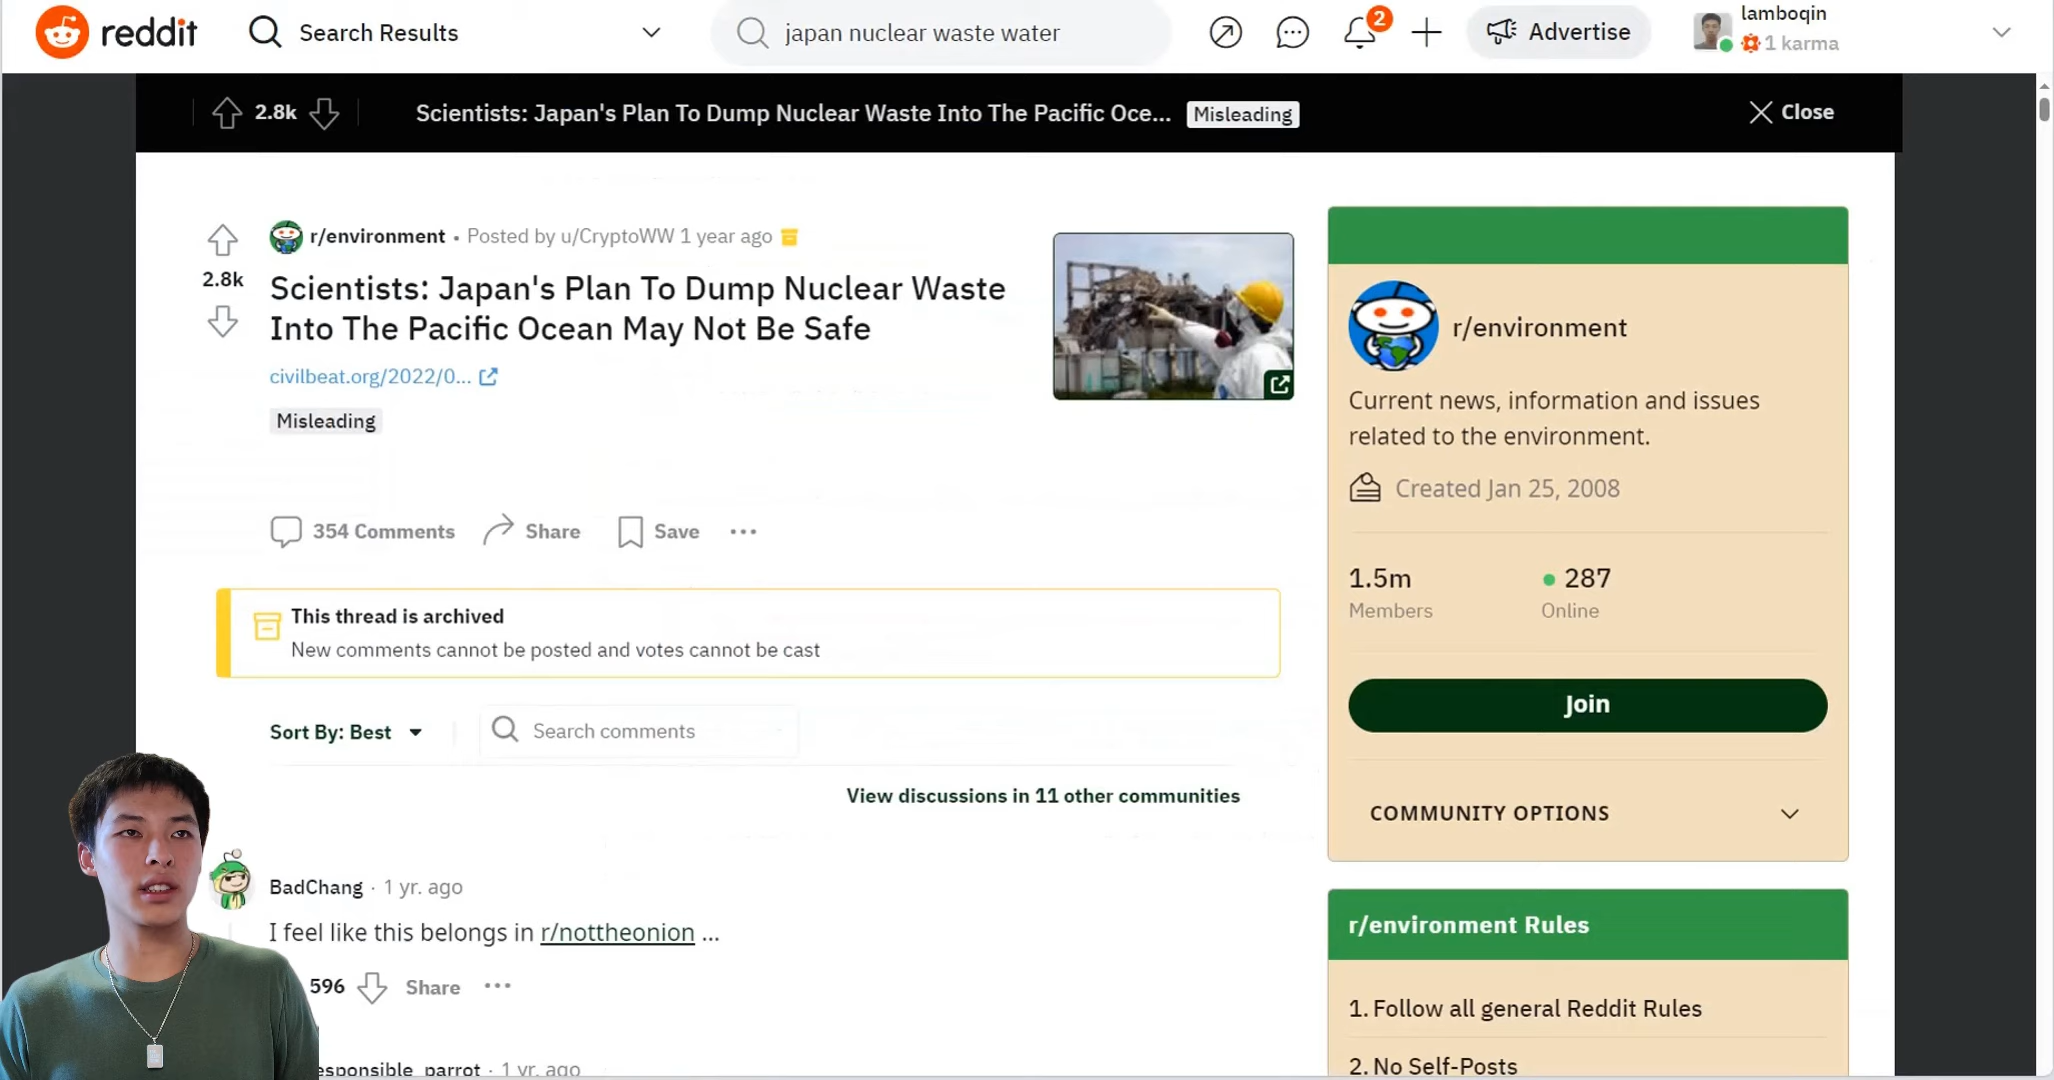 reddit
Search Results
japan nuclear waste water
2
Advertise
lamboqin
1 karma
2.8k
Scientists: Japan's Plan To Dump Nuclear Waste Into The Pacific Oce...
Misleading
Close
r/environment • Posted by u/CryptoWW 1 year ago
2.8k
Scientists: Japan's Plan To Dump Nuclear Waste
Into The Pacific Ocean May Not Be Safe
civilbeat.org/2022/0...
Misleading
354 Comments
Share
Save
This thread is archived
New comments cannot be posted and votes cannot be cast
Sort By: Best
Search comments
View discussions in 11 other communities
BadChang · 1 yr. ago
I feel like this belongs in r/nottheonion ...
596
Share
esponsible_parrot · 1 yr. ago
r/environment
Current news, information and issues
related to the environment.
Created Jan 25, 2008
1.5m
Members
287
Online
Join
COMMUNITY OPTIONS
r/environment Rules
1. Follow all general Reddit Rules
2. No Self-Posts